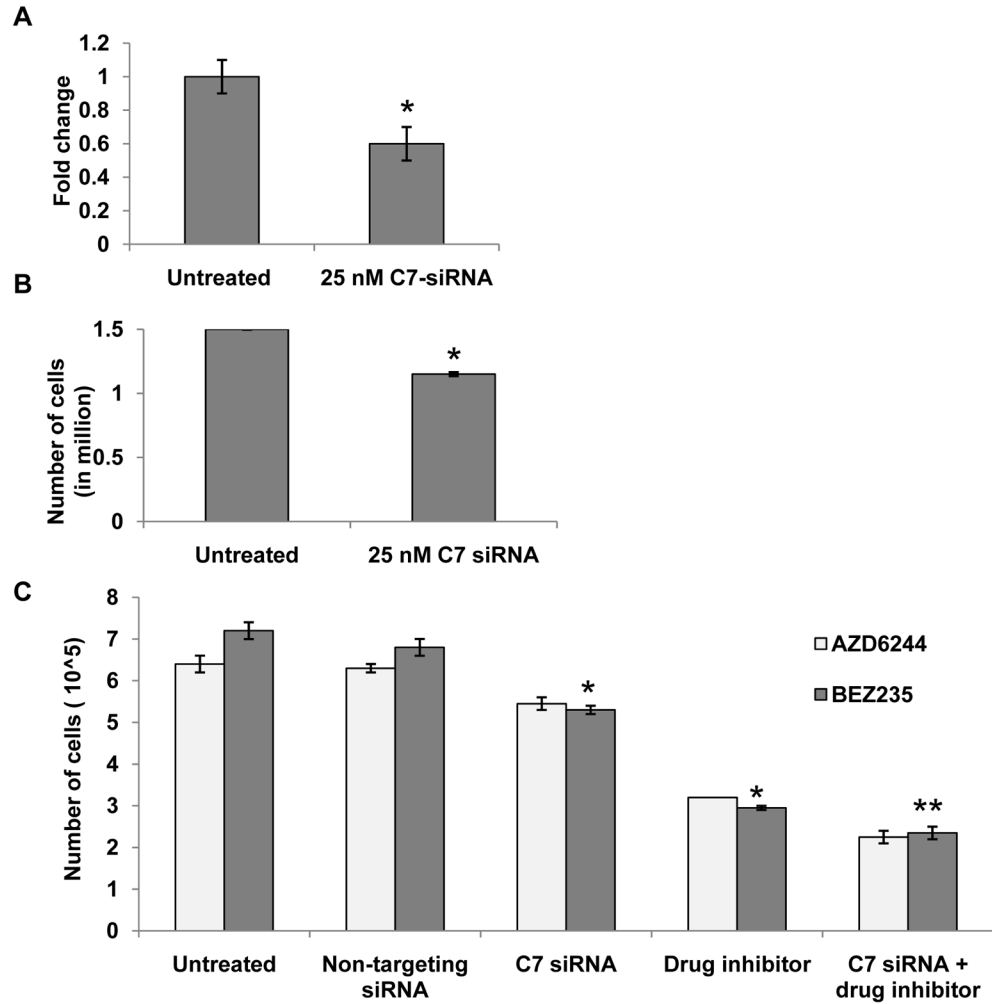 A
1.2
1
0.8
0.6
0.4
0.2
0
Fold change
*
Untreated
25 nM C7-siRNA
B
1.5
1
0.5
0
Number of cells
(in million)
*
Untreated
25 nM C7 siRNA
C
8
7
6
5
4
3
2
1
0
Number of cells ( 10^5)
*
*
**
AZD6244
BEZ235
Untreated
Non-targeting
siRNA
C7 siRNA
Drug inhibitor
C7 siRNA +
drug inhibitor